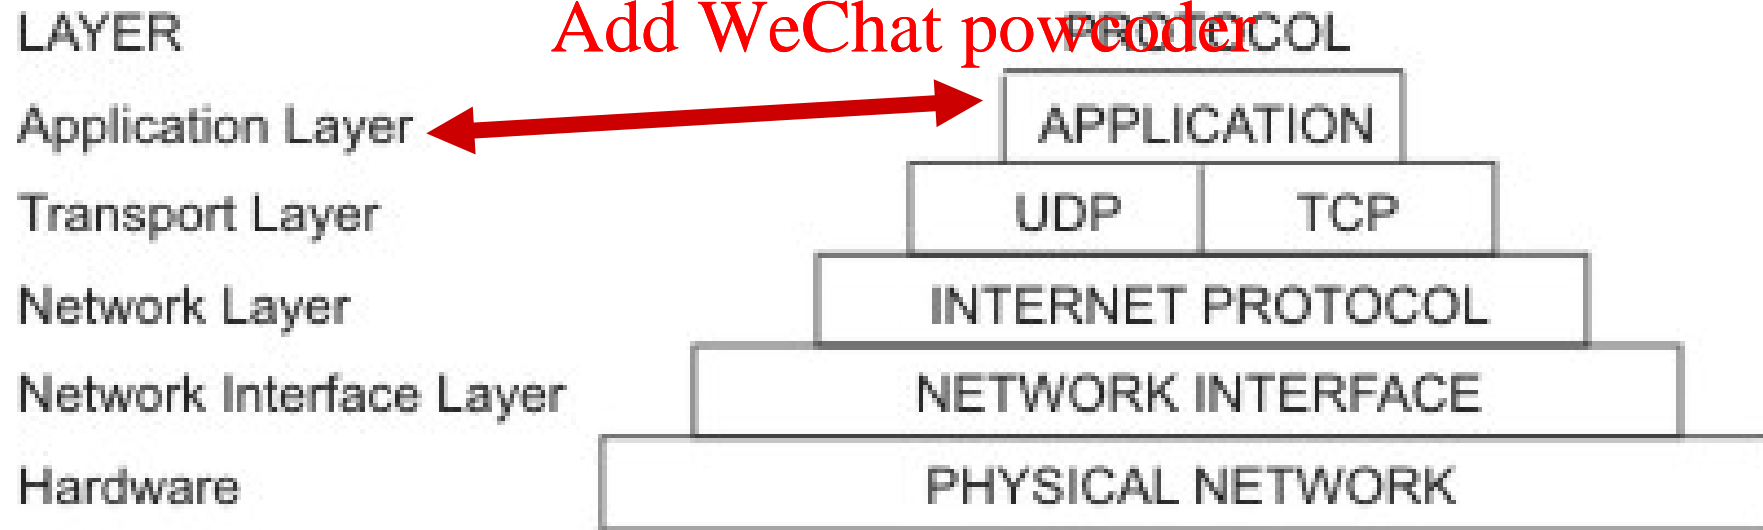 LAYER Add WeChat powcoder PROTOCOL
Application Layer APPLICATION
Transport Layer UDP TCP
Network Layer INTERNET PROTOCOL
Network Interface Layer NETWORK INTERFACE
Hardware PHYSICAL NETWORK